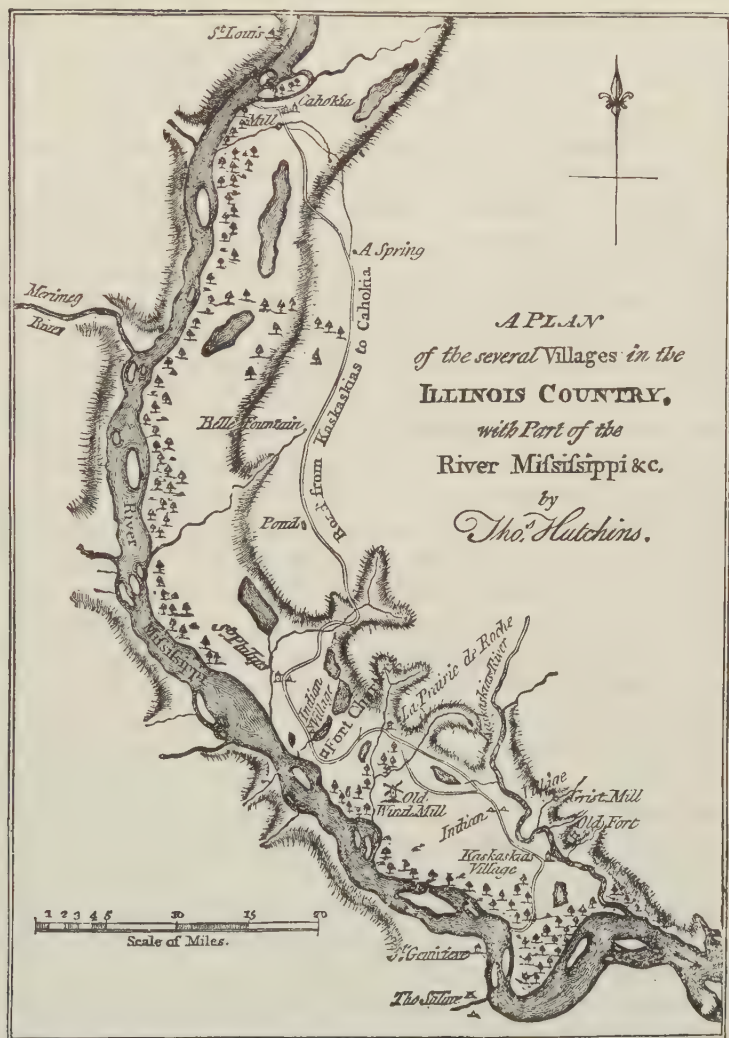 St. Louis
Cahokia
Mill
A Spring
Merimeg
River
A PLAN
of the several Villages in the
ILLINOIS COUNTRY,
with Part of the
River Miſsiſsippi &c.
by
Thos. Hutchins.
Belle Fountain
Road from Kaskaskias to Cahokia
Pond
River
Miſsiſsippi
St. Philips
Indian
Village
Fort Chart
La Prairie de Roche
Kaskaskias River
Indian Village
Grist Mill
Old Fort
Old
Wind Mill
Kaskaskias
Village
1 2 3 4 5 10 15 20
Scale of Miles.
St. Genivieve
The Saline